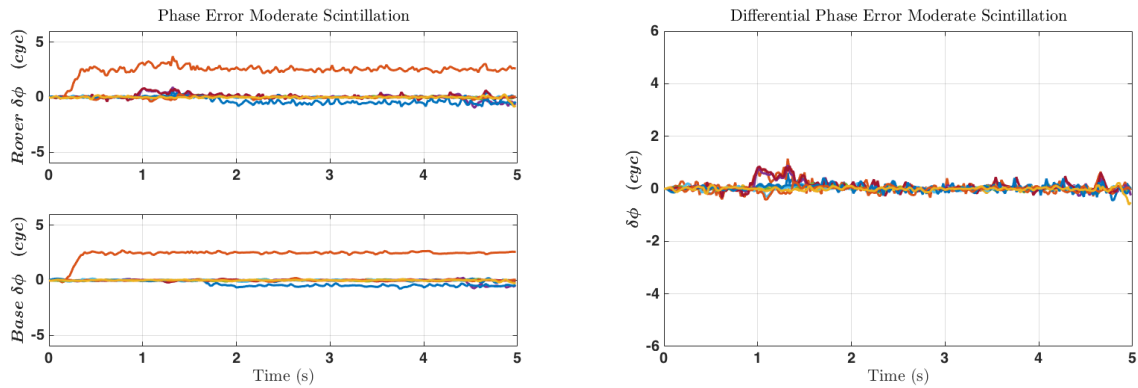 Phase Error Moderate Scintillation
Rover δϕ (cyc)
5
0
-5
0 1 2 3 4 5
Base δϕ (cyc)
5
0
-5
0 1 2 3 4 5
Time (s)
Differential Phase Error Moderate Scintillation
δϕ (cyc)
6
4
2
0
-2
-4
-6
0 1 2 3 4 5
Time (s)